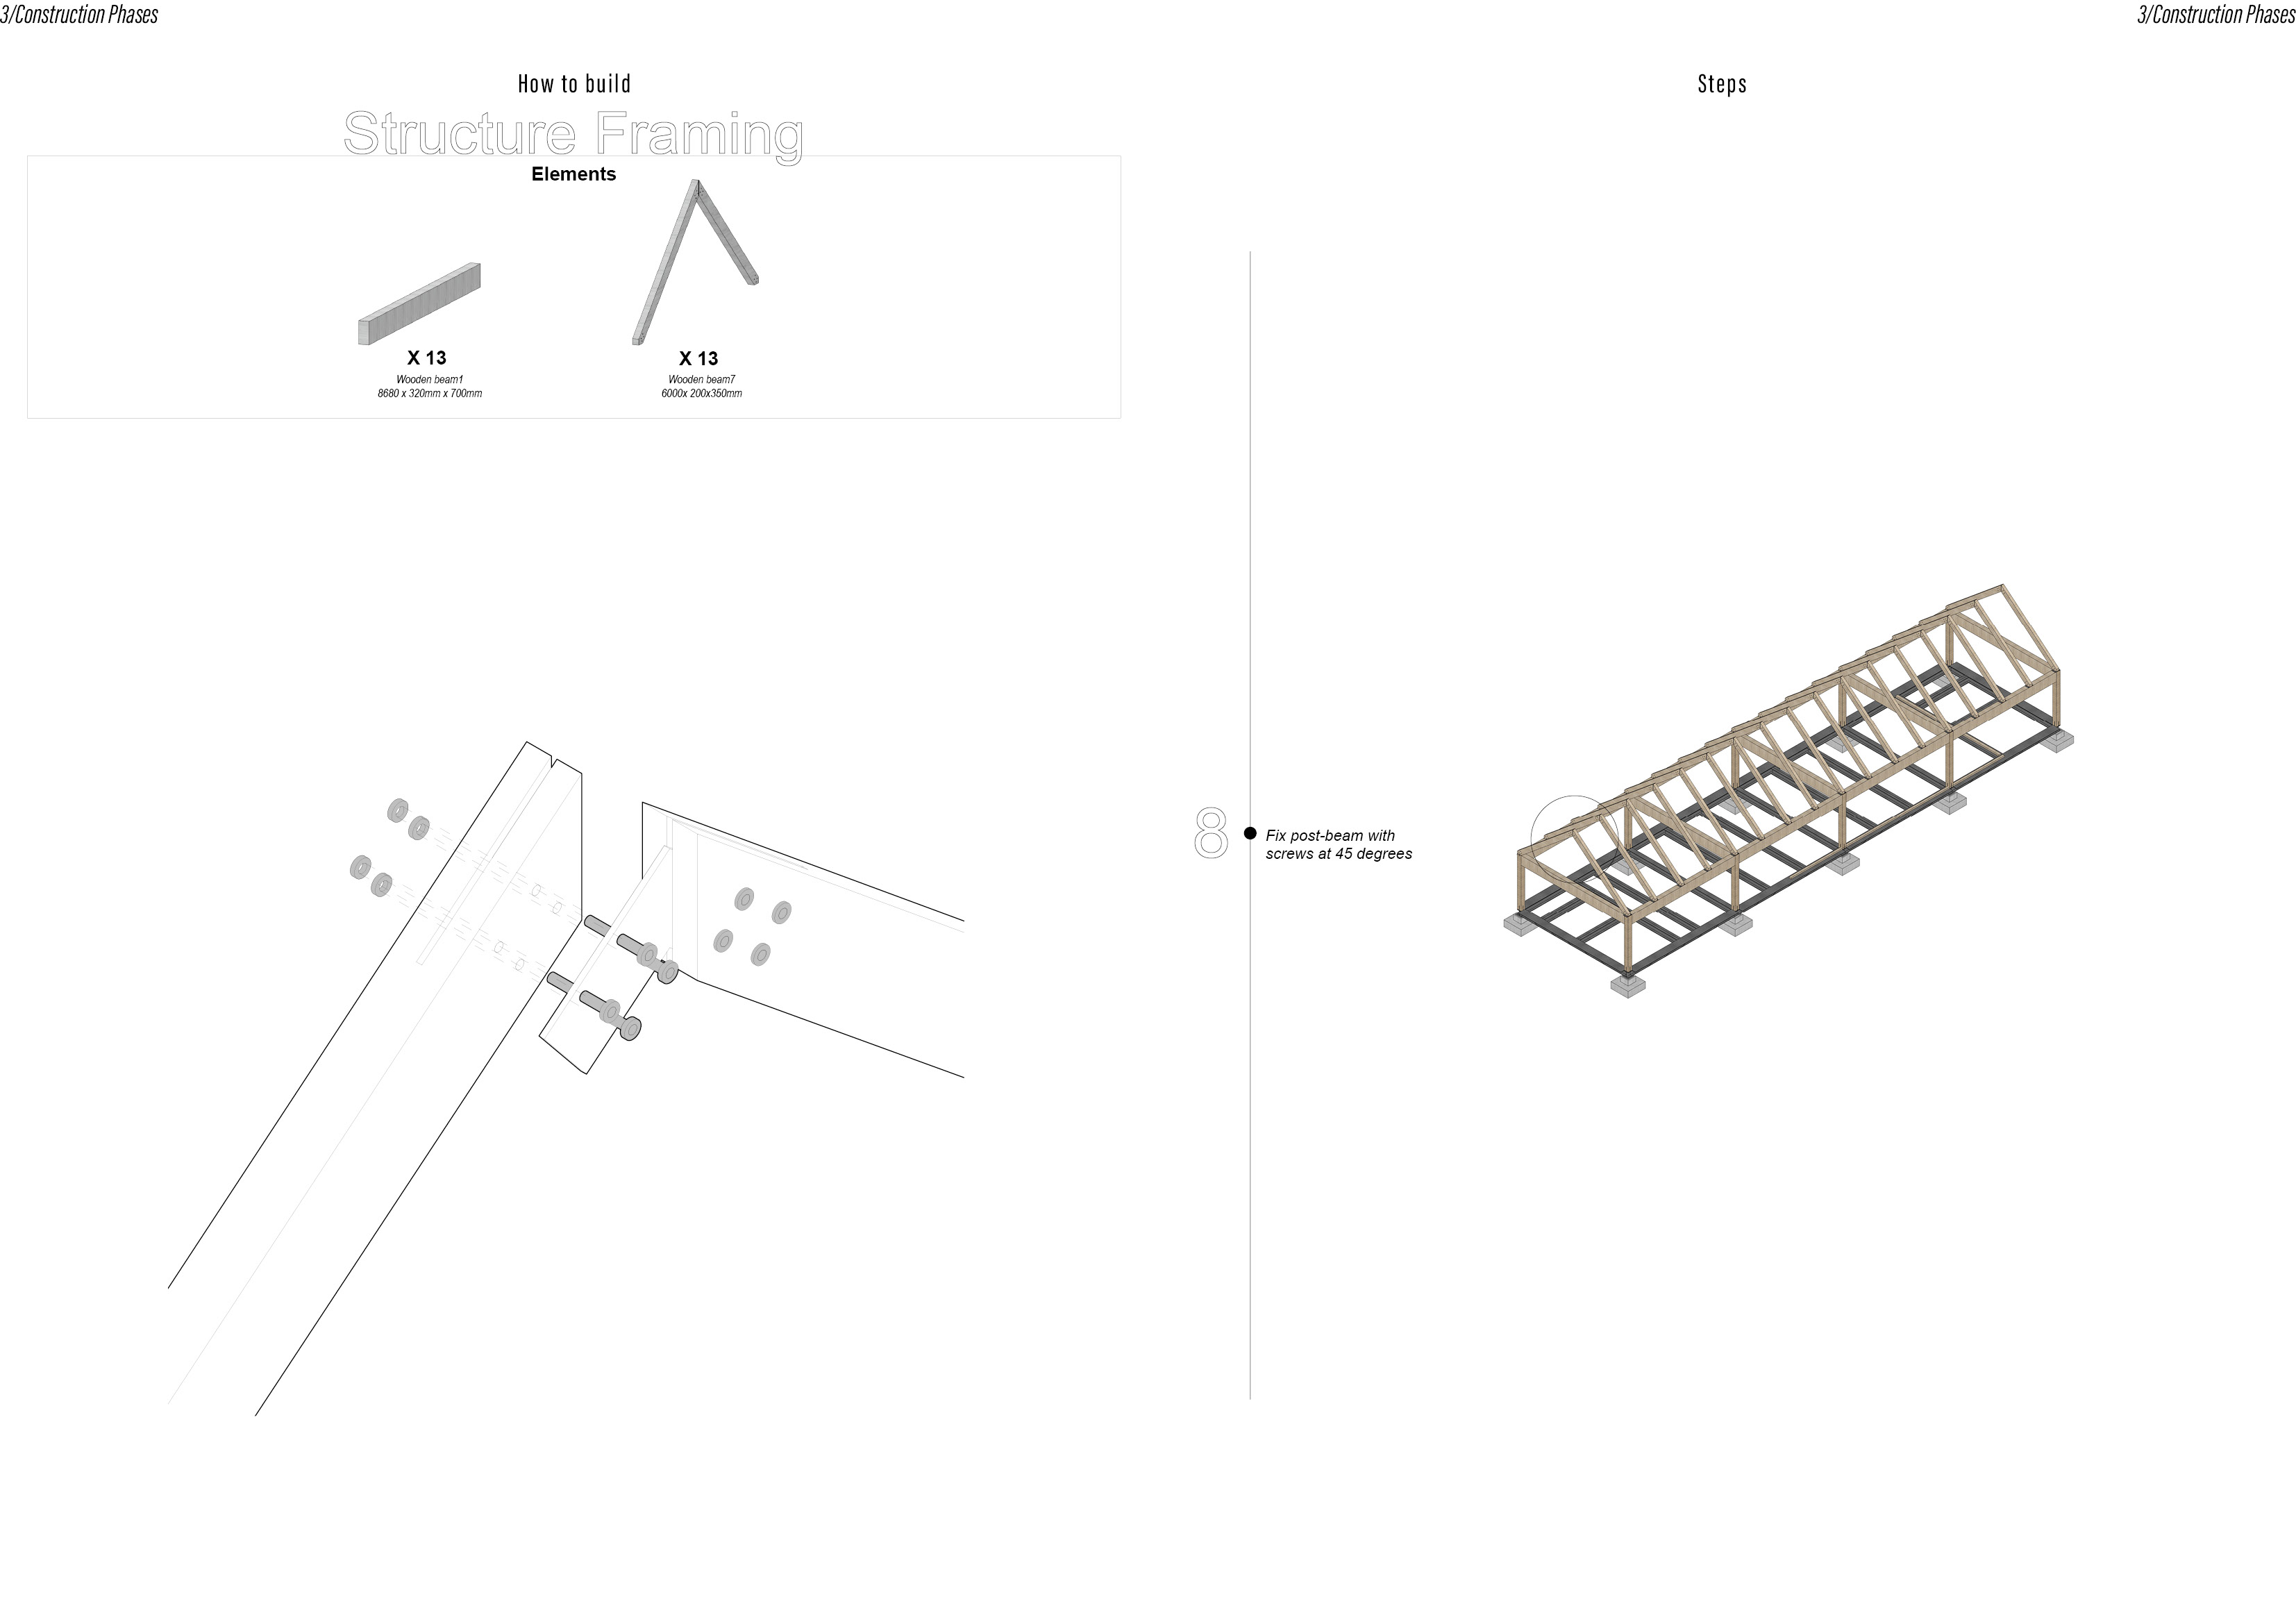 3/Construction Phases
3/Construction Phases
How to build
Structure Framing
Elements
X 13
Wooden beam1
8680 x 320mm x 700mm
X 13
Wooden beam7
6000x 200x350mm
Steps
8
Fix post-beam with
screws at 45 degrees